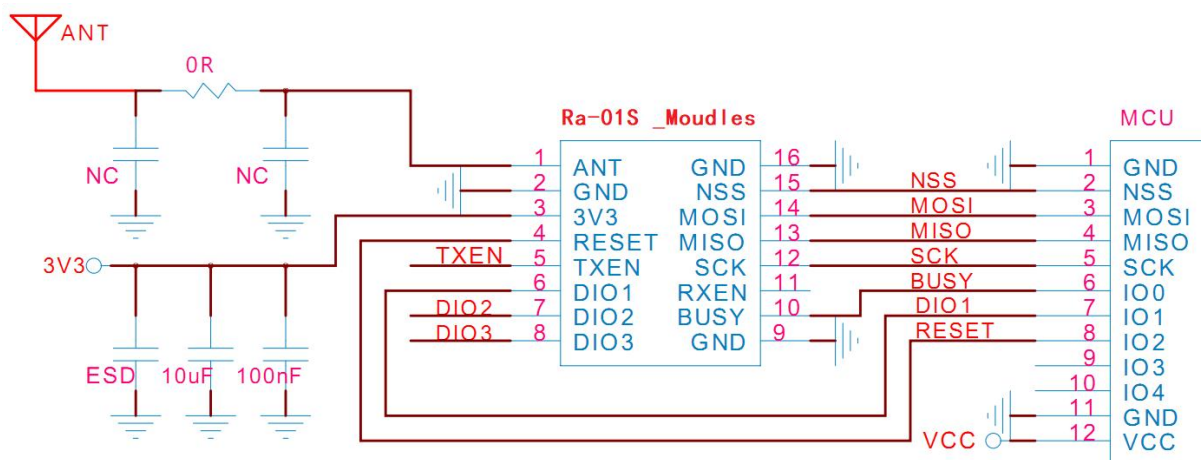 ANT
0R
NC
NC
3V3
ESD
10uF
100nF
Ra-01S _Moudles
1 ANT GND 16
2 GND NSS 15
3 3V3 MOSI 14
4 RESET MISO 13
TXEN 5 TXEN SCK 12
6 DIO1 RXEN 11
DIO2 7 DIO2 BUSY 10
DIO3 8 DIO3 GND 9
NSS
MOSI
MISO
SCK
BUSY
DIO1
RESET
VCC
MCU
1 GND
2 NSS
3 MOSI
4 MISO
5 SCK
6 IO0
7 IO1
8 IO2
9 IO3
10 IO4
11 GND
12 VCC